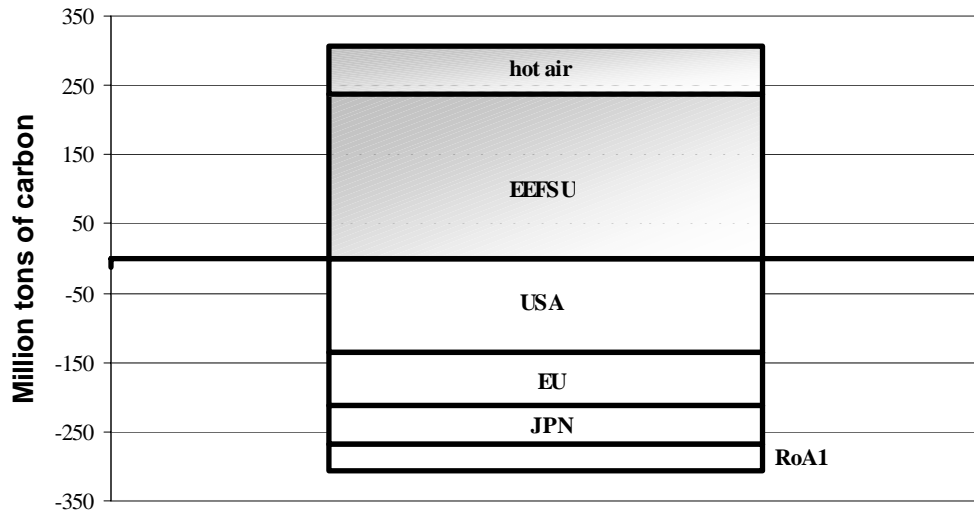 350
hot air
250
150
EEFSU
50
-50
USA
-150
EU
-250
JPN
RoA1
-350
Million tons of carbon